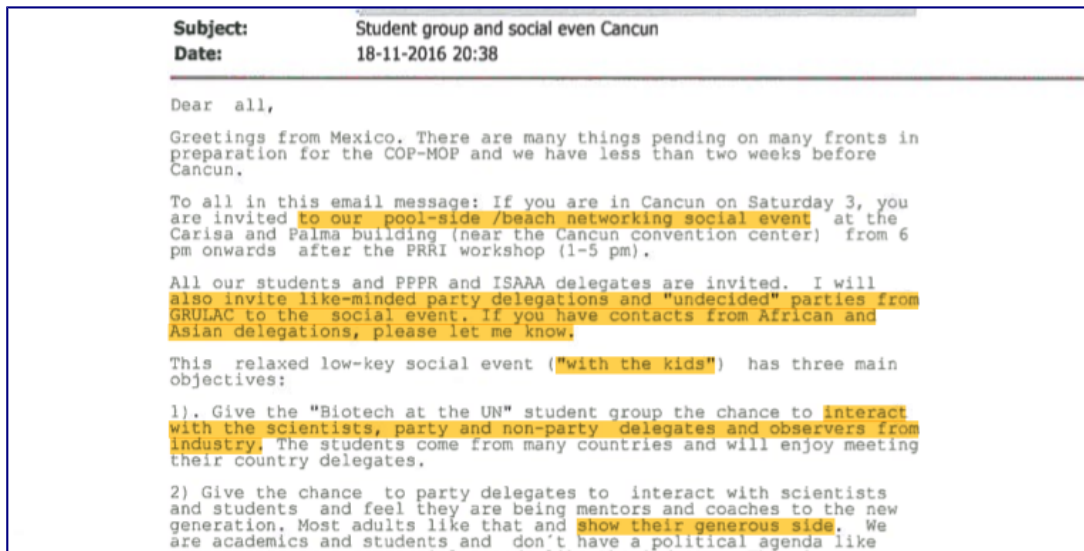 Subject: Student group and social even Cancun
Date: 18-11-2016 20:38
Dear all,
Greetings from Mexico. There are many things pending on many fronts in
preparation for the COP-MOP and we have less than two weeks before
Cancun.
To all in this email message: If you are in Cancun on Saturday 3, you
are invited to our pool-side /beach networking social event at the
Carisa and Palma building (near the Cancun convention center) from 6
pm onwards after the PRRI workshop (1-5 pm).
All our students and PPPR and ISAAA delegates are invited. I will
also invite like-minded party delegations and "undecided" parties from
GRULAC to the social event. If you have contacts from African and
Asian delegations, please let me know.
This relaxed low-key social event ("with the kids") has three main
objectives:
1). Give the "Biotech at the UN" student group the chance to interact
with the scientists, party and non-party delegates and observers from
industry. The students come from many countries and will enjoy meeting
their country delegates.
2) Give the chance to party delegates to interact with scientists
and students and feel they are being mentors and coaches to the new
generation. Most adults like that and show their generous side. We
are academics and students and don´t have a political agenda like